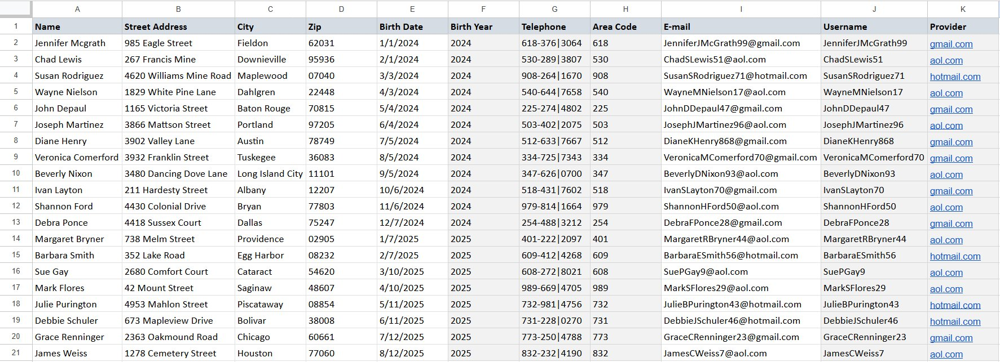 A B C D E F G H I J K
1 Name Street Address City Zip Birth Date Birth Year Telephone Area Code E-mail Username Provider
2 Jennifer Mcgrath 985 Eagle Street Fieldon 62031 1/1/2024 2024 618-376|3064 618 JenniferJMcGrath99@gmail.com JenniferJMcGrath99 gmail.com
3 Chad Lewis 267 Francis Mine Downieville 95936 2/1/2024 2024 530-289|3807 530 ChadSLewis51@aol.com ChadSLewis51 aol.com
4 Susan Rodriguez 4620 Williams Mine Road Maplewood 07040 3/3/2024 2024 908-264|1670 908 SusanSRodriguez71@hotmail.com SusanSRodriguez71 hotmail.com
5 Wayne Nielson 1829 White Pine Lane Dahlgren 22448 4/3/2024 2024 540-644|7658 540 WayneMNielson17@aol.com WayneMNielson17 aol.com
6 John Depaul 1165 Victoria Street Baton Rouge 70815 5/4/2024 2024 225-274|4802 225 JohnDDepaul47@gmail.com JohnDDepaul47 gmail.com
7 Joseph Martinez 3866 Mattson Street Portland 97205 6/4/2024 2024 503-402|2075 503 JosephJMartinez96@aol.com JosephJMartinez96 aol.com
8 Diane Henry 3902 Valley Lane Austin 78749 7/5/2024 2024 512-633|7667 512 DianeKHenry868@gmail.com DianeKHenry868 gmail.com
9 Veronica Comerford 3932 Franklin Street Tuskegee 36083 8/5/2024 2024 334-725|7343 334 VeronicaMComerford70@gmail.com VeronicaMComerford70 gmail.com
10 Beverly Nixon 3480 Dancing Dove Lane Long Island City 11101 9/5/2024 2024 347-626|0700 347 BeverlyDNixon93@aol.com BeverlyDNixon93 aol.com
11 Ivan Layton 211 Hardesty Street Albany 12207 10/6/2024 2024 518-431|7602 518 IvanSLayton70@gmail.com IvanSLayton70 gmail.com
12 Shannon Ford 4430 Colonial Drive Bryan 77803 11/6/2024 2024 979-814|1664 979 ShannonHFord50@aol.com ShannonHFord50 aol.com
13 Debra Ponce 4418 Sussex Court Dallas 75247 12/7/2024 2024 254-488|3212 254 DebraFPonce28@gmail.com DebraFPonce28 gmail.com
14 Margaret Bryner 738 Melm Street Providence 02905 1/7/2025 2025 401-222|2097 401 MargaretRBryner44@aol.com MargaretRBryner44 aol.com
15 Barbara Smith 352 Lake Road Egg Harbor 08232 2/7/2025 2025 609-412|4268 609 BarbaraESmith56@hotmail.com BarbaraESmith56 hotmail.com
16 Sue Gay 2680 Comfort Court Cataract 54620 3/10/2025 2025 608-272|8021 608 SuePGay9@aol.com SuePGay9 aol.com
17 Mark Flores 42 Mount Street Saginaw 48607 4/10/2025 2025 989-669|4705 989 MarkSFlores29@aol.com MarkSFlores29 aol.com
18 Julie Purington 4953 Mahlon Street Piscataway 08854 5/11/2025 2025 732-981|4756 732 JulieBPurington43@hotmail.com JulieBPurington43 hotmail.com
19 Debbie Schuler 673 Mapleview Drive Bolivar 38008 6/11/2025 2025 731-228|0270 731 DebbieJSchuler46@hotmail.com DebbieJSchuler46 hotmail.com
20 Grace Renninger 2363 Oakmound Road Chicago 60661 7/12/2025 2025 773-250|4788 773 GraceCRenninger23@gmail.com GraceCRenninger23 gmail.com
21 James Weiss 1278 Cemetery Street Houston 77060 8/12/2025 2025 832-232|4190 832 JamesCWeiss7@aol.com JamesCWeiss7 aol.com